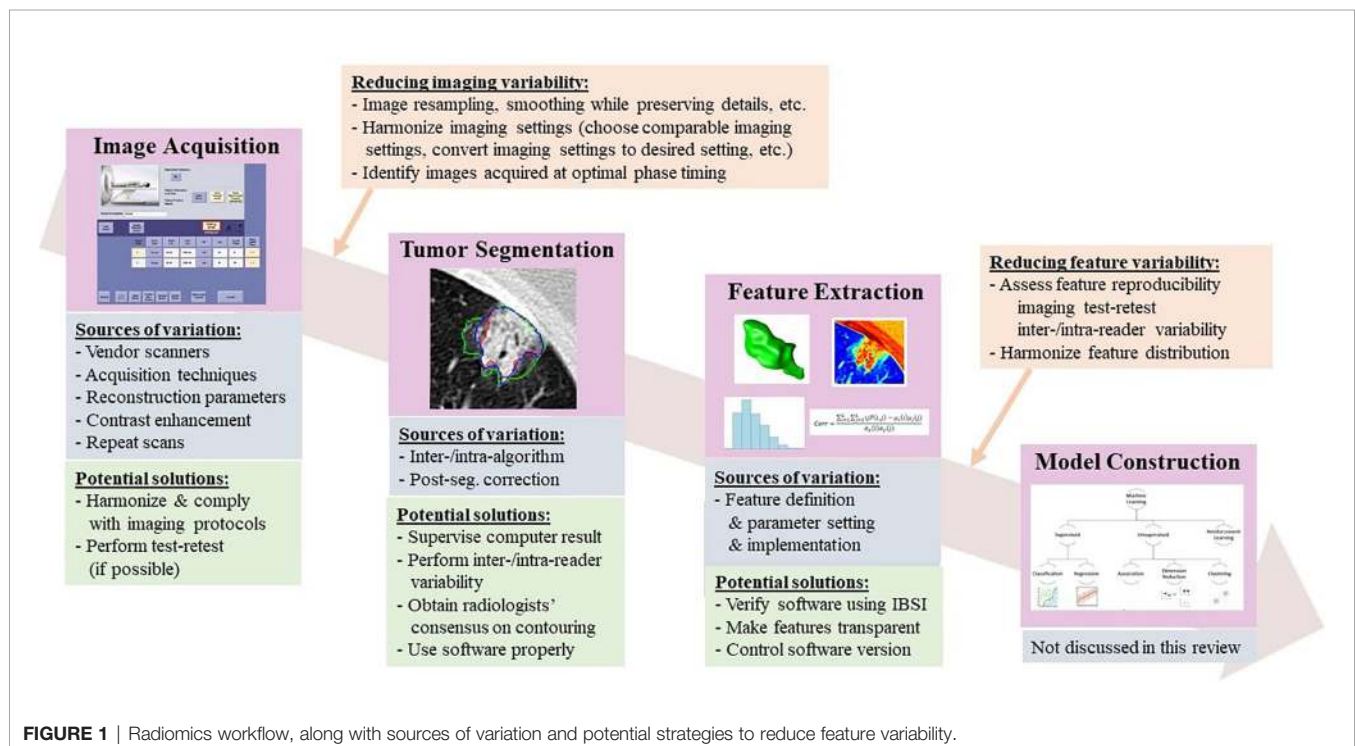 Reducing imaging variability:
- Image resampling, smoothing while preserving details, etc.
- Harmonize imaging settings (choose comparable imaging
settings, convert imaging settings to desired setting, etc.)
- Identify images acquired at optimal phase timing
Image Acquisition
Sources of variation:
- Vendor scanners
- Acquisition techniques
- Reconstruction parameters
- Contrast enhancement
- Repeat scans
Potential solutions:
- Harmonize & comply
with imaging protocols
- Perform test-retest
(if possible)
Tumor Segmentation
Sources of variation:
- Inter-/intra-algorithm
- Post-seg. correction
Potential solutions:
- Supervise computer result
- Perform inter-/intra-reader
variability
- Obtain radiologists’
consensus on contouring
- Use software properly
Feature Extraction
Corr =
Sources of variation:
- Feature definition
& parameter setting
& implementation
Potential solutions:
- Verify software using IBSI
- Make features transparent
- Control software version
Reducing feature variability:
- Assess feature reproducibility
imaging test-retest
inter-/intra-reader variability
- Harmonize feature distribution
Model Construction
Machine
Learning
Supervised
Unsupervised
Reinforcement
Learning
Classification
Regression
Association
Dimension
Reduction
Clustering
Not discussed in this review
FIGURE 1 | Radiomics workflow, along with sources of variation and potential strategies to reduce feature variability.